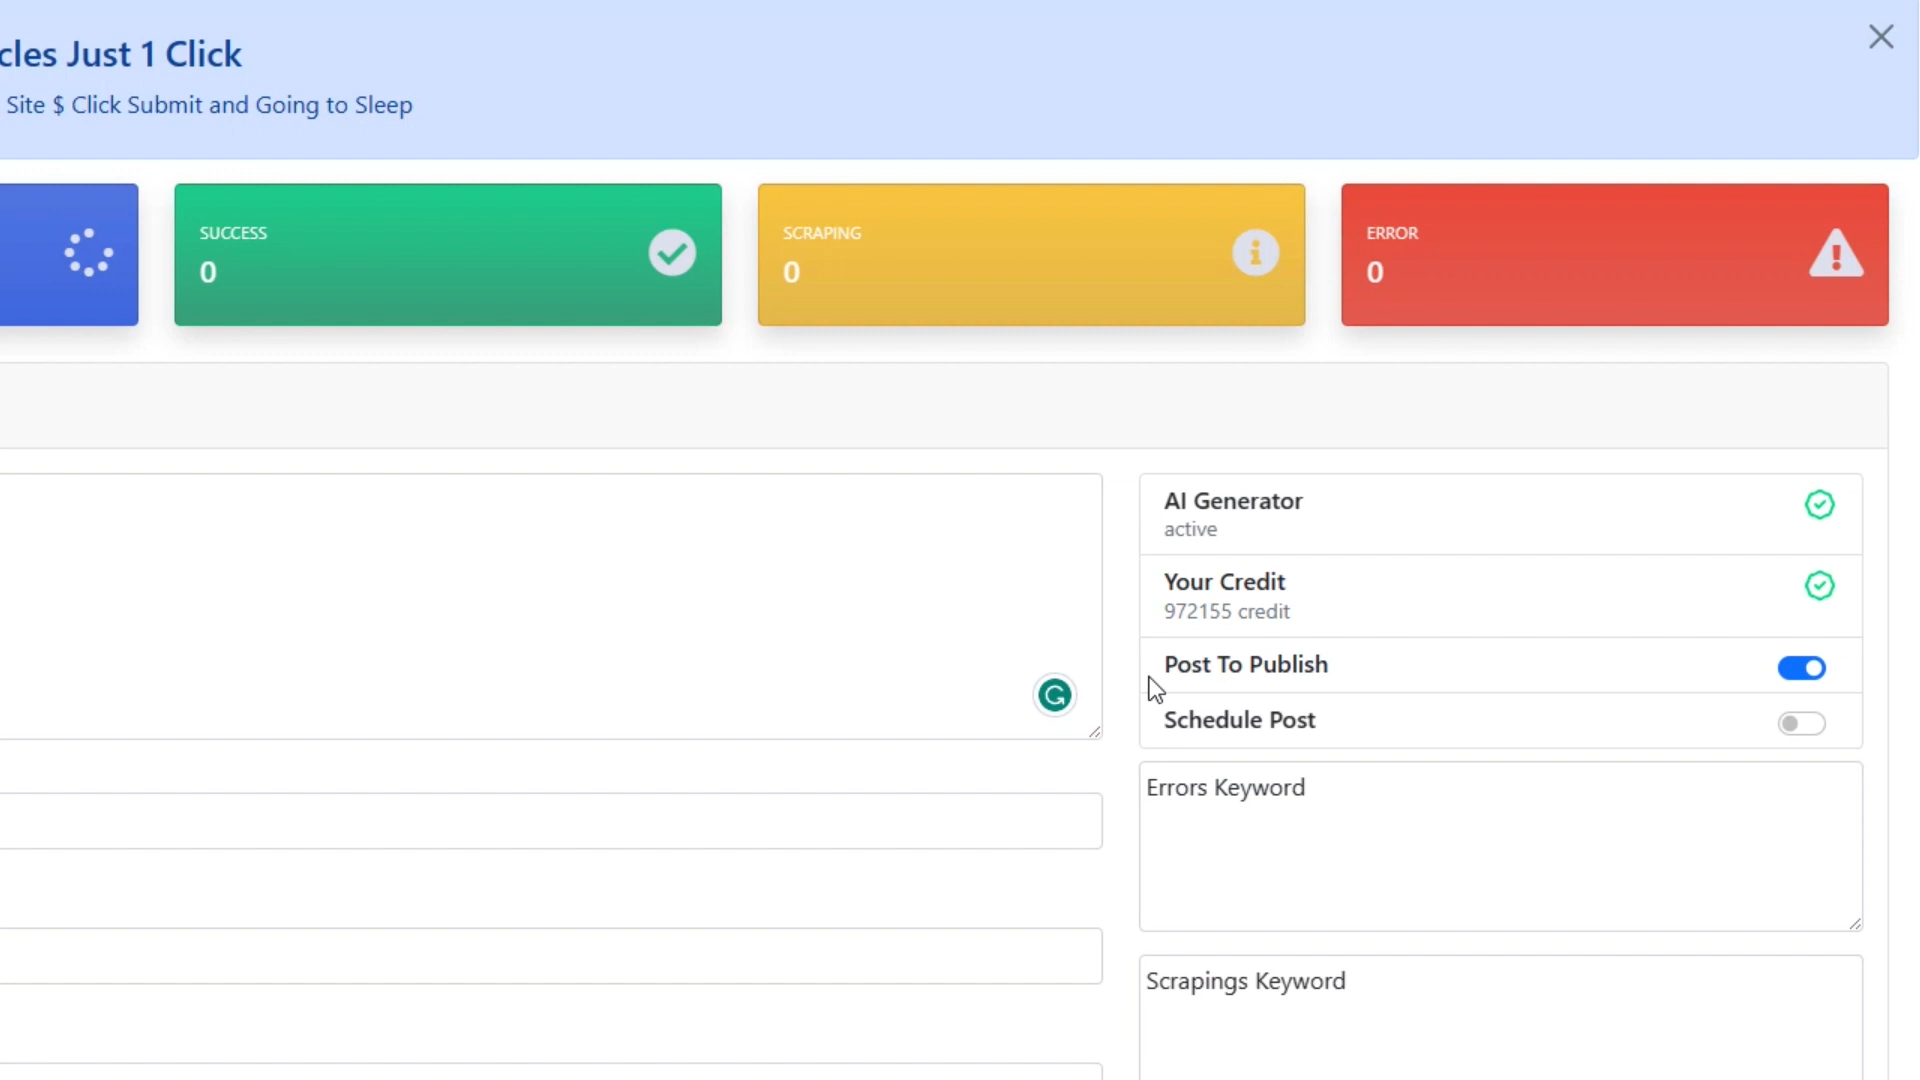 cles Just 1 Click
Site $ Click Submit and Going to Sleep
SUCCESS
0
SCRAPING
0
ERROR
0
AI Generator
active
Your Credit
972155 credit
Post To Publish
Schedule Post
Errors Keyword
Scrapings Keyword